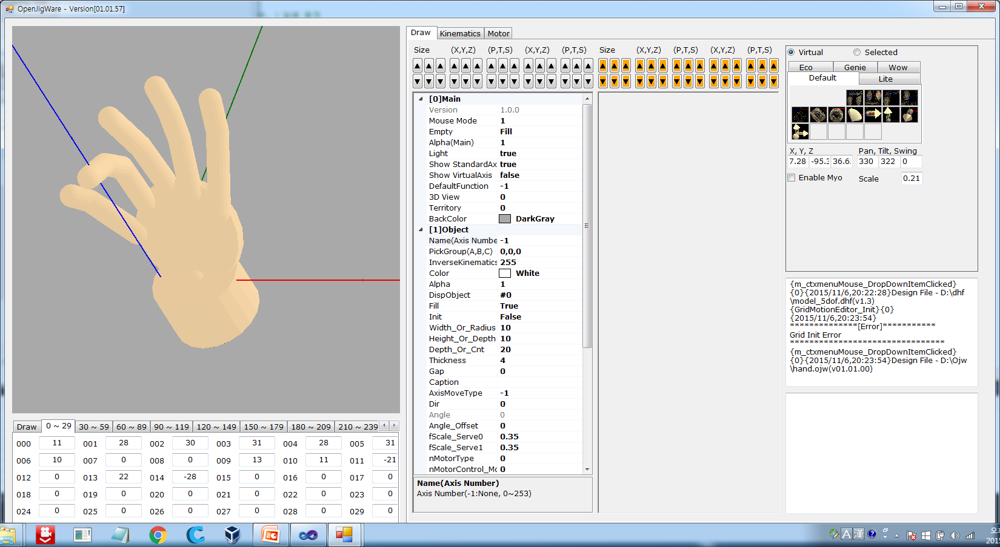 OpenJigWare - Version[01.01.57]
Draw Kinematics Motor
Size (X,Y,Z) (P,T,S) (X,Y,Z) (P,T,S) Size (X,Y,Z) (P,T,S) (X,Y,Z) (P,T,S)
[0]Main
Version 1.0.0
Mouse Mode 1
Empty Fill
Alpha(Main) 1
Light true
Show StandardAx true
Show VirtualAxis false
DefaultFunction -1
3D View 0
Territory 0
BackColor DarkGray
[1]Object
Name(Axis Numbe -1
PickGroup(A,B,C) 0,0,0
InverseKinematics 255
Color White
Alpha 1
DispObject #0
Fill True
Init False
Width_Or_Radius 10
Height_Or_Depth 10
Depth_Or_Cnt 20
Thickness 4
Gap 0
Caption
AxisMoveType -1
Dir 0
Angle 0
Angle_Offset 0
fScale_Serve0 0.35
fScale_Serve1 0.35
nMotorType 0
nMotorControl_Mc 0
Name(Axis Number)
Axis Number(-1:None, 0~253)
Virtual Selected
Eco Genie Wow
Default Lite
X, Y, Z Pan, Tilt, Swing
7.28 -95.3 36.6. 330 322 0
Enable Myo Scale 0.21
{m_ctxmenuMouse_DropDownItemClicked}
{0}{2015/11/6,20:22:28}Design File - D:\dhf
\model_5dof.dhf(v1.3)
{GridMotionEditor_Init}{0}
{2015/11/6,20:23:54}
**************[Error]***********
Grid Init Error
********************************
{m_ctxmenuMouse_DropDownItemClicked}
{0}{2015/11/6,20:23:54}Design File - D:\Ojw
\hand.ojw(v01.01.00)
Draw 0 ~ 29 30 ~ 59 60 ~ 89 90 ~ 119 120 ~ 149 150 ~ 179 180 ~ 209 210 ~ 239
000 11 001 28 002 30 003 31 004 28 005 31
006 10 007 0 008 0 009 13 010 11 011 -21
012 0 013 22 014 -28 015 0 016 0 017 0
018 0 019 0 020 0 021 0 022 0 023 0
024 0 025 0 026 0 027 0 028 0 029 0
A 漢